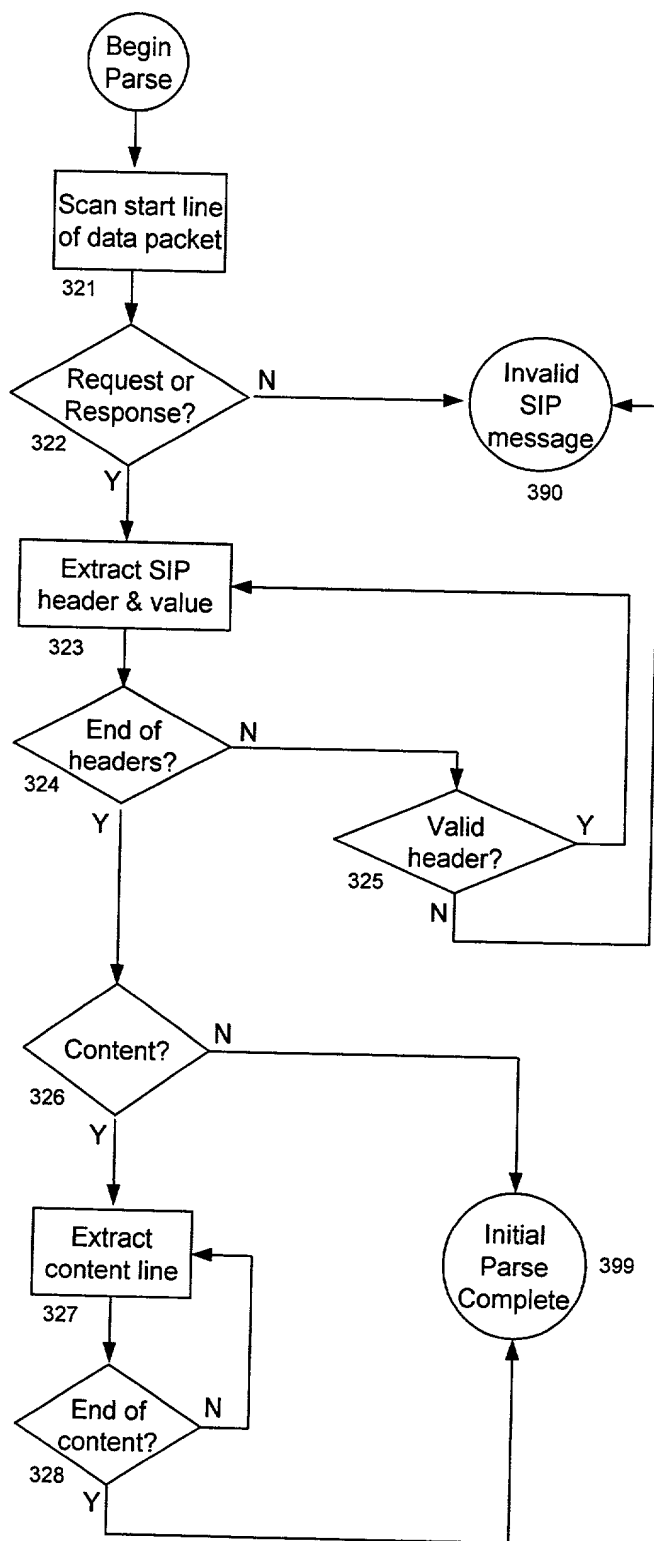 Begin
Parse
Scan start line
of data packet
321
Request or
Response?
N
322
Y
Invalid
SIP
message
390
Extract SIP
header & value
323
End of
headers?
N
324
Y
Valid
header?
Y
325
N
Content?
N
326
Y
Extract
content line
327
Initial
Parse
Complete
399
End of
content?
N
328
Y